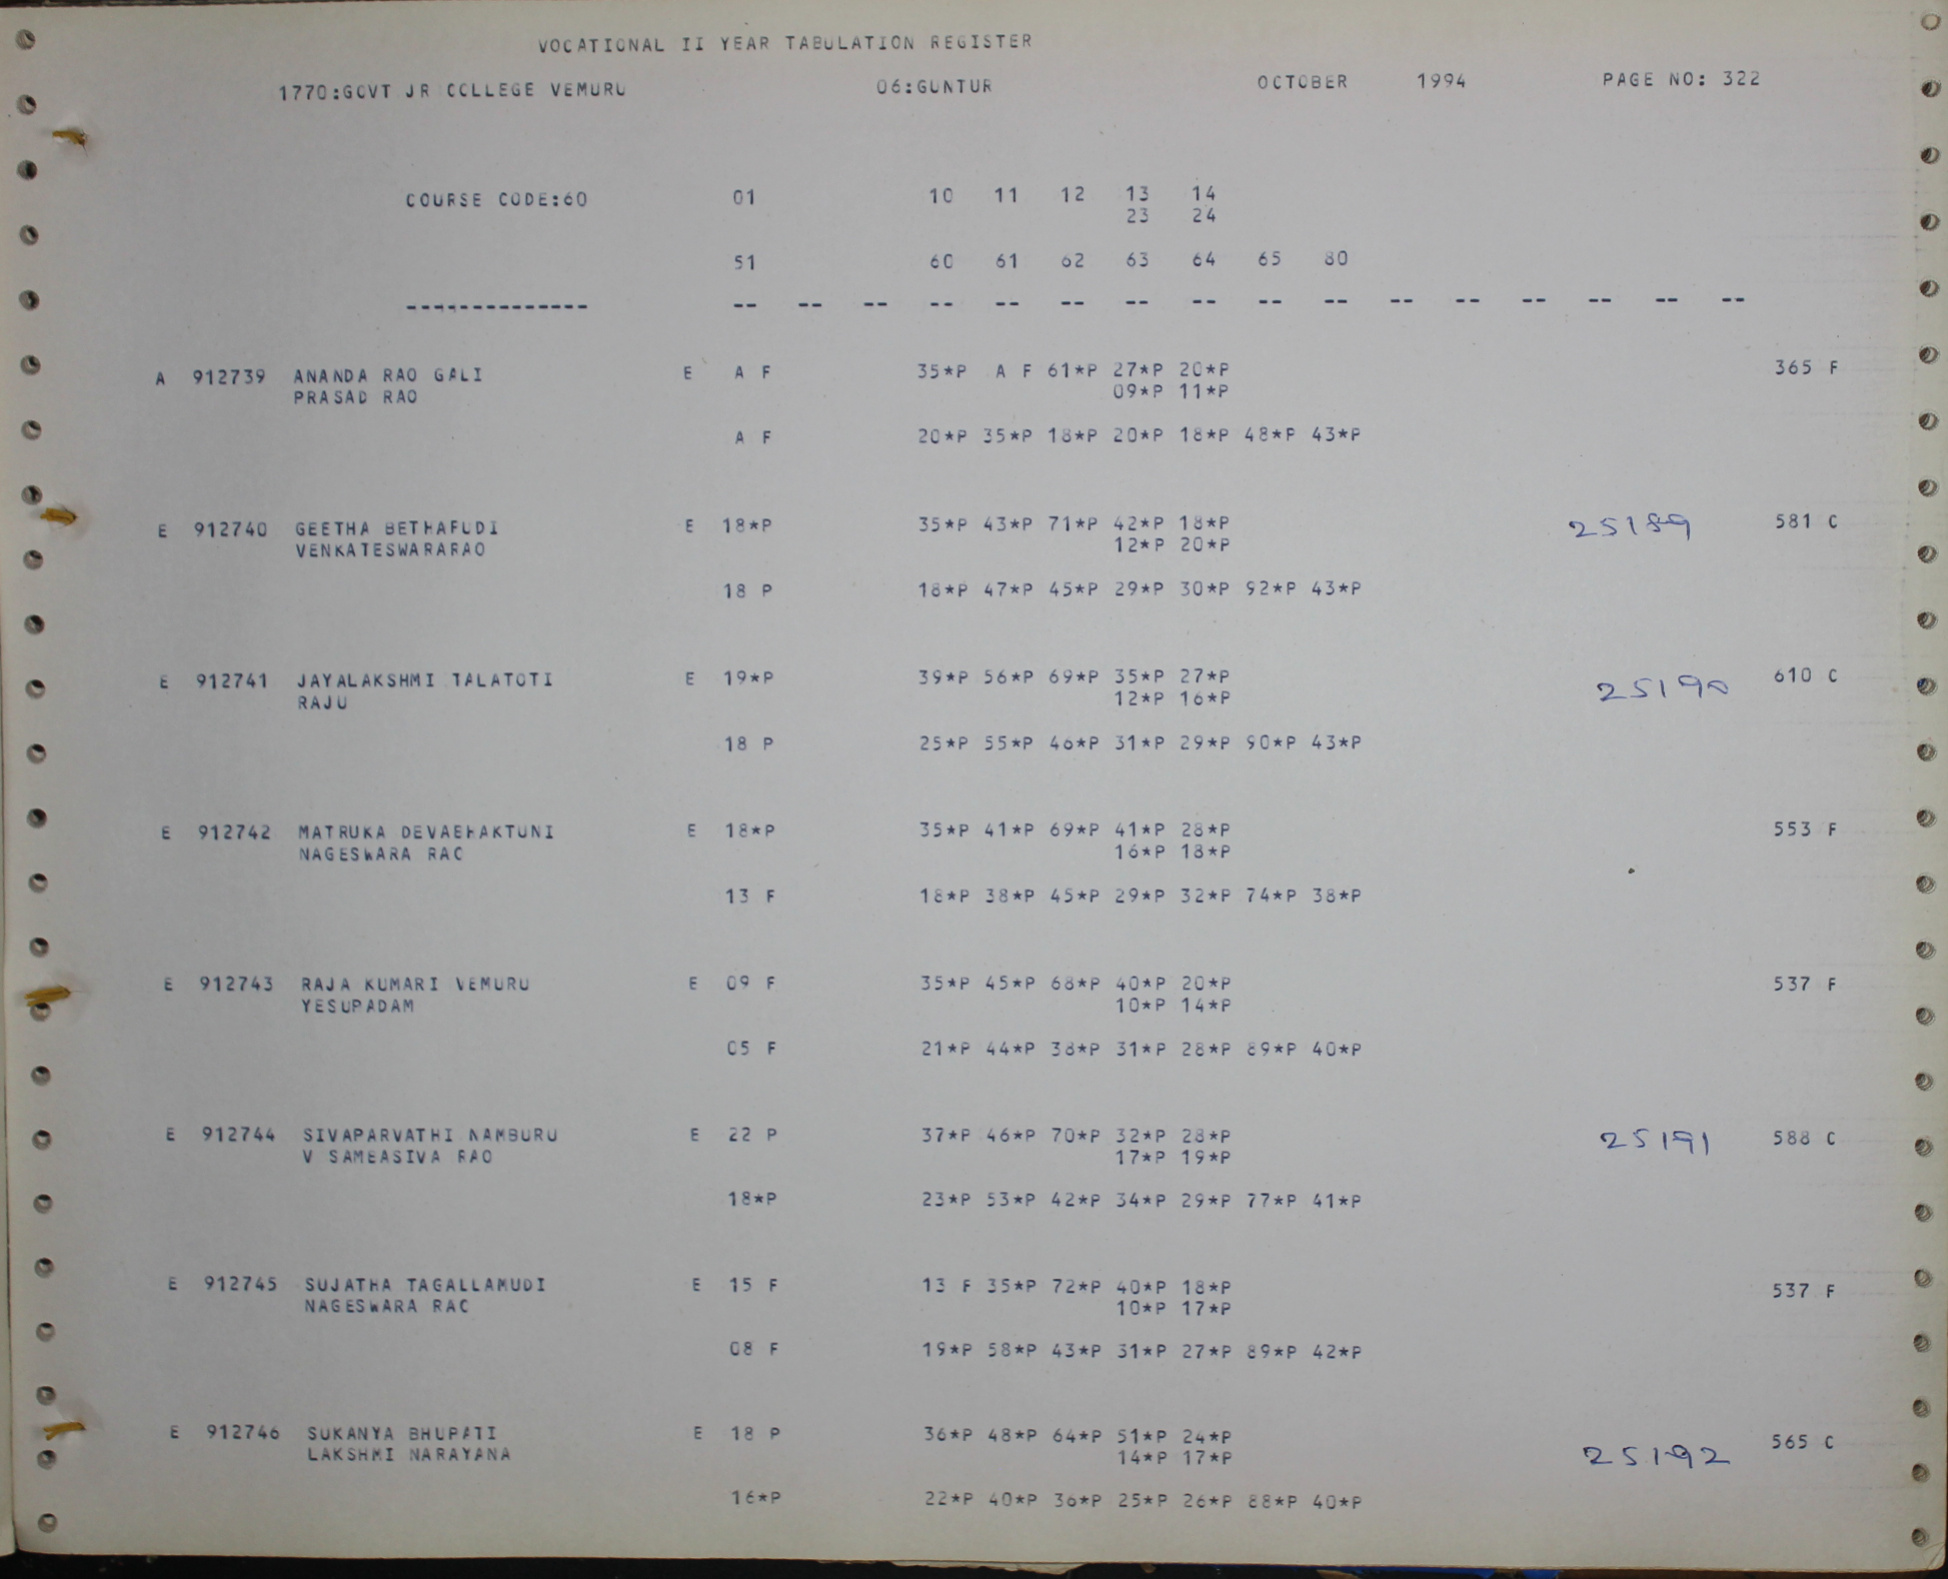 VOCATIONAL II YEAR TABULATION REGISTER
1770:GOVT JR COLLEGE VEMURU 06:GUNTUR OCTOBER 1994 PAGE NO: 322
COURSE CODE:60 01 10 11 12 13 14
23 24
51 60 61 62 63 64 65 80
-------------- -- -- -- -- -- -- -- -- -- -- -- -- -- -- -- --
A 912739 ANANDA RAO GALI E A F 35*P A F 61*P 27*P 20*P 365 F
PRASAD RAO 09*P 11*P
A F 20*P 35*P 18*P 20*P 18*P 48*P 43*P
E 912740 GEETHA BETHAPUDI E 18*P 35*P 43*P 71*P 42*P 18*P 25189 581 C
VENKATESWARARAO 12*P 20*P
18 P 18*P 47*P 45*P 29*P 30*P 92*P 43*P
E 912741 JAYALAKSHMI TALATOTI E 19*P 39*P 56*P 69*P 35*P 27*P 25190 610 C
RAJU 12*P 16*P
18 P 25*P 55*P 46*P 31*P 29*P 90*P 43*P
E 912742 MATRUKA DEVABHAKTUNI E 18*P 35*P 41*P 69*P 41*P 28*P 553 F
NAGESWARA RAO 16*P 18*P
13 F 18*P 38*P 45*P 29*P 32*P 74*P 38*P
E 912743 RAJA KUMARI VEMURU E 09 F 35*P 45*P 68*P 40*P 20*P 537 F
YESUPADAM 10*P 14*P
05 F 21*P 44*P 38*P 31*P 28*P 89*P 40*P
E 912744 SIVAPARVATHI NAMBURU E 22 P 37*P 46*P 70*P 32*P 28*P 25191 588 C
V SAMBASIVA RAO 17*P 19*P
18*P 23*P 53*P 42*P 34*P 29*P 77*P 41*P
E 912745 SUJATHA TAGALLAMUDI E 15 F 13 F 35*P 72*P 40*P 18*P 537 F
NAGESWARA RAO 10*P 17*P
08 F 19*P 58*P 43*P 31*P 27*P 89*P 42*P
E 912746 SUKANYA BHUPATI E 18 P 36*P 48*P 64*P 51*P 24*P 25192 565 C
LAKSHMI NARAYANA 14*P 17*P
16*P 22*P 40*P 36*P 25*P 26*P 88*P 40*P